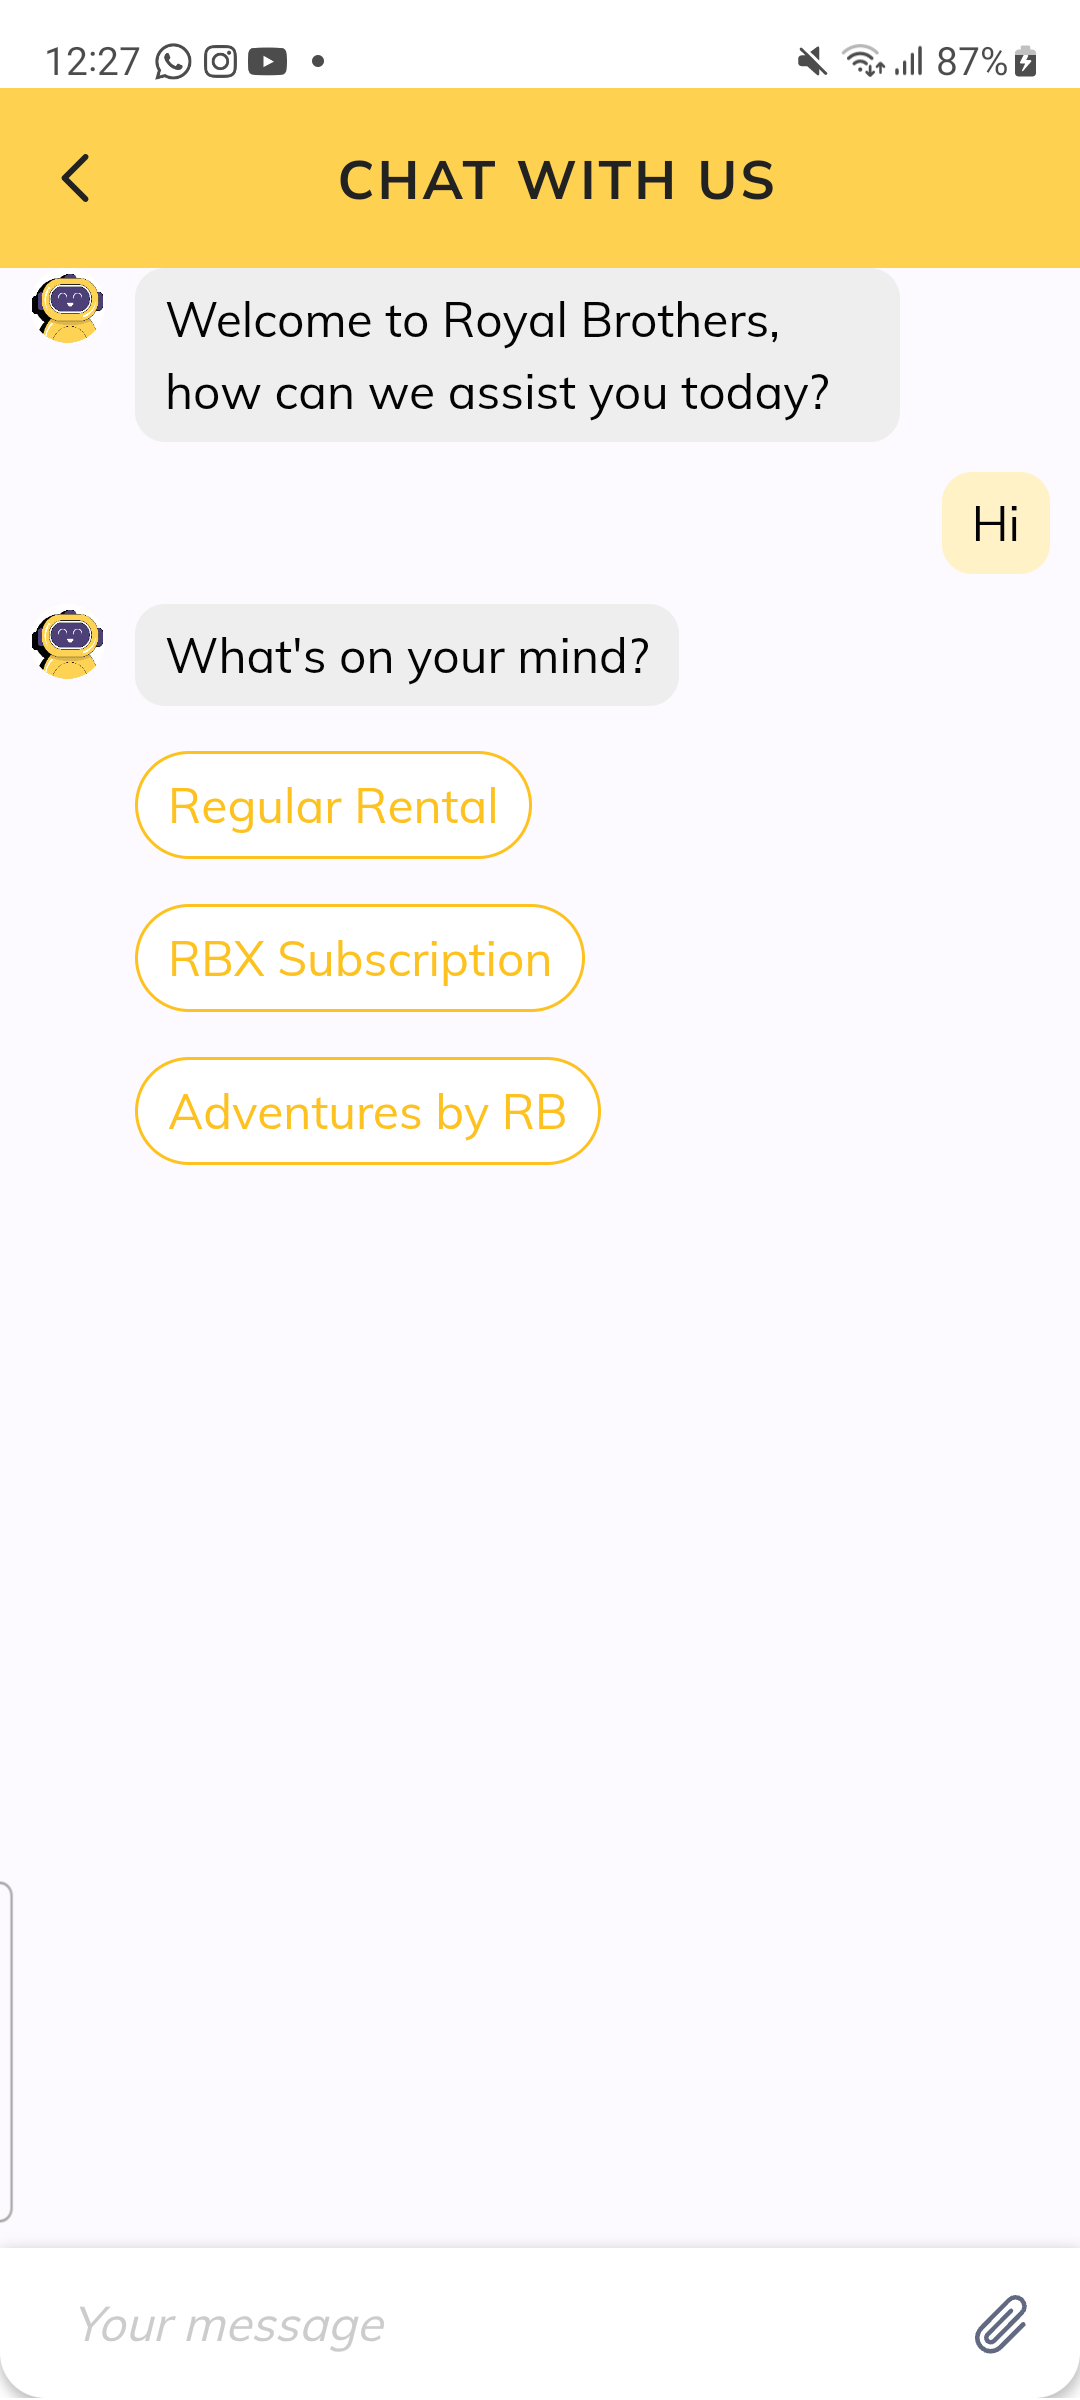 12:27
87%
CHAT WITH US
Welcome to Royal Brothers,
how can we assist you today?
Hi
What's on your mind?
Regular Rental
RBX Subscription
Adventures by RB
Your message